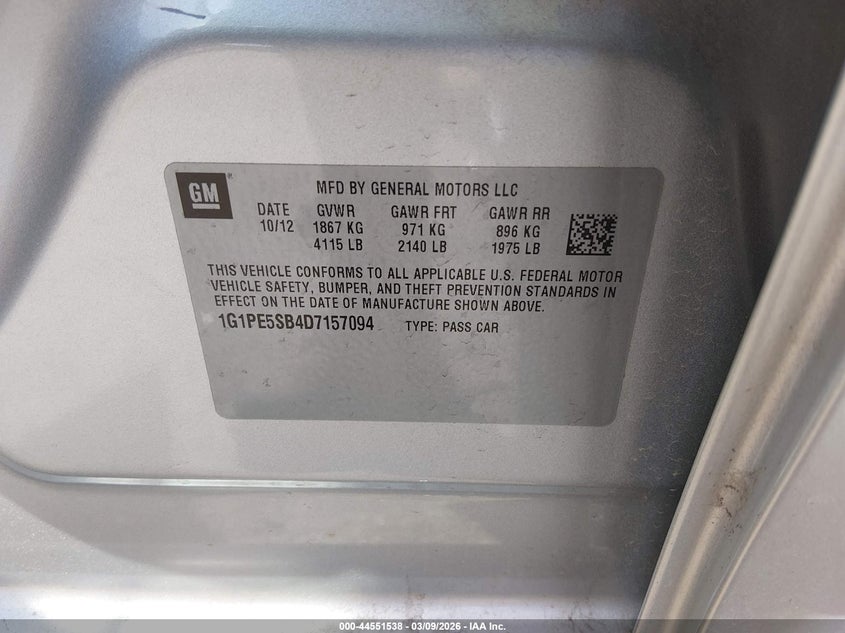 GM ® MFD BY GENERAL MOTORS LLC
DATE GVWR GAWR FRT GAWR RR
10/12 1867 KG 971 KG 896 KG
4115 LB 2140 LB 1975 LB
THIS VEHICLE CONFORMS TO ALL APPLICABLE U.S. FEDERAL MOTOR
VEHICLE SAFETY, BUMPER, AND THEFT PREVENTION STANDARDS IN
EFFECT ON THE DATE OF MANUFACTURE SHOWN ABOVE.
1G1PE5SB4D7157094 TYPE: PASS CAR
000-44551538 - 03/09/2026 - IAA Inc.